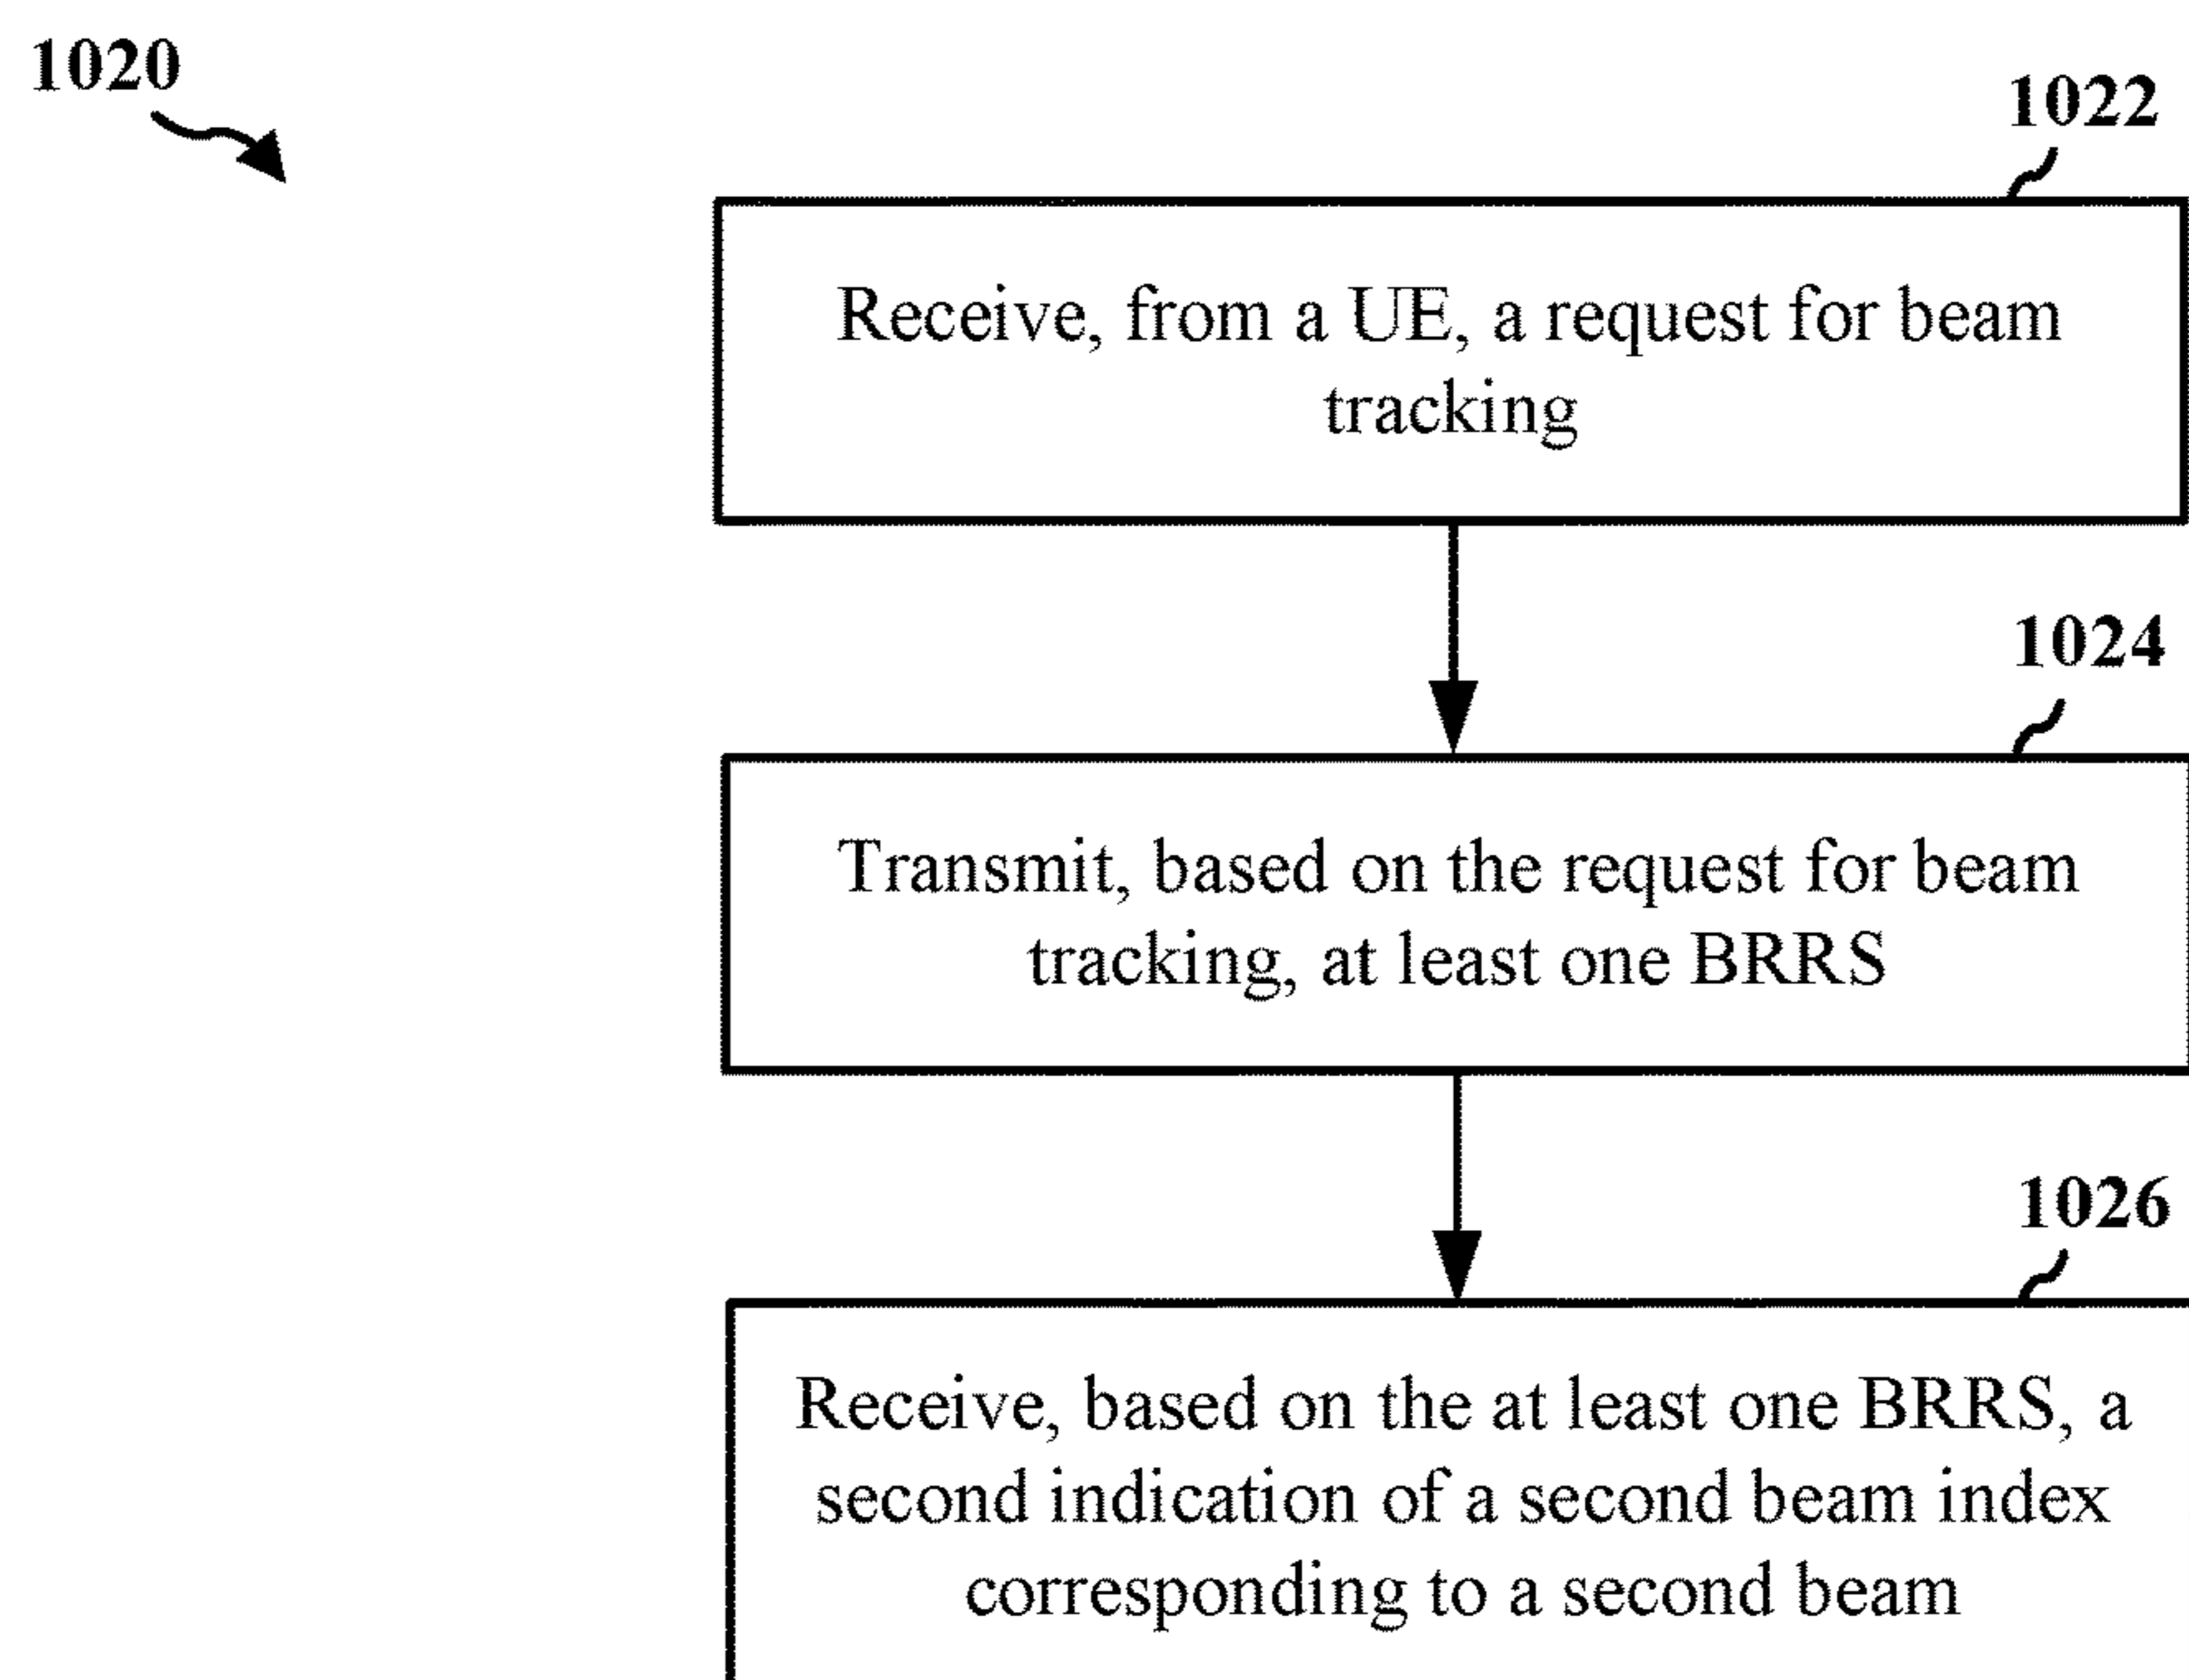 1020
1022
Receive, from a UE, a request for beam
tracking
1024
Transmit, based on the request for beam
tracking, at least one BRRS
1026
Receive, based on the at least one BRRS, a
second indication of a second beam index
corresponding to a second beam